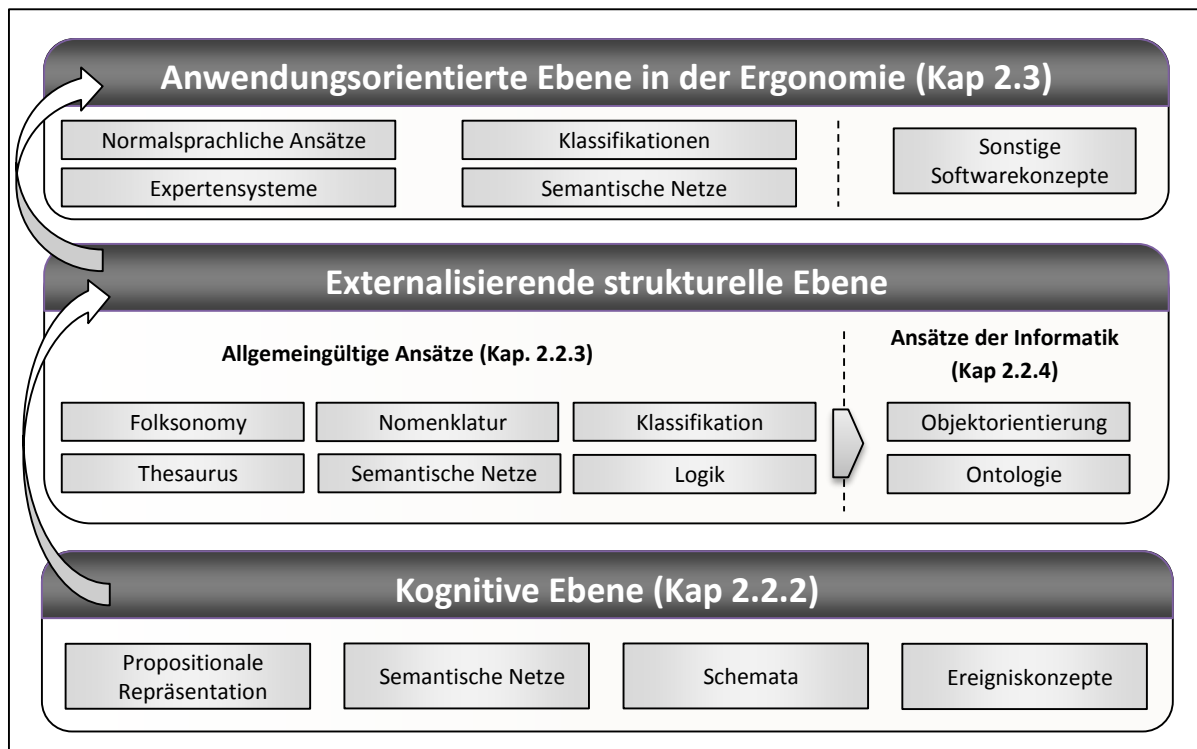 Anwendungsorientierte Ebene in der Ergonomie (Kap 2.3)
Normalsprachliche Ansätze
Klassifikationen
Sonstige
Softwarekonzepte
Expertensysteme
Semantische Netze
Externalisierende strukturelle Ebene
Allgemeingültige Ansätze (Kap. 2.2.3)
Ansätze der Informatik
(Kap 2.2.4)
Folksonomy
Nomenklatur
Klassifikation
Objektorientierung
Thesaurus
Semantische Netze
Logik
Ontologie
Kognitive Ebene (Kap 2.2.2)
Propositionale
Repräsentation
Semantische Netze
Schemata
Ereigniskonzepte